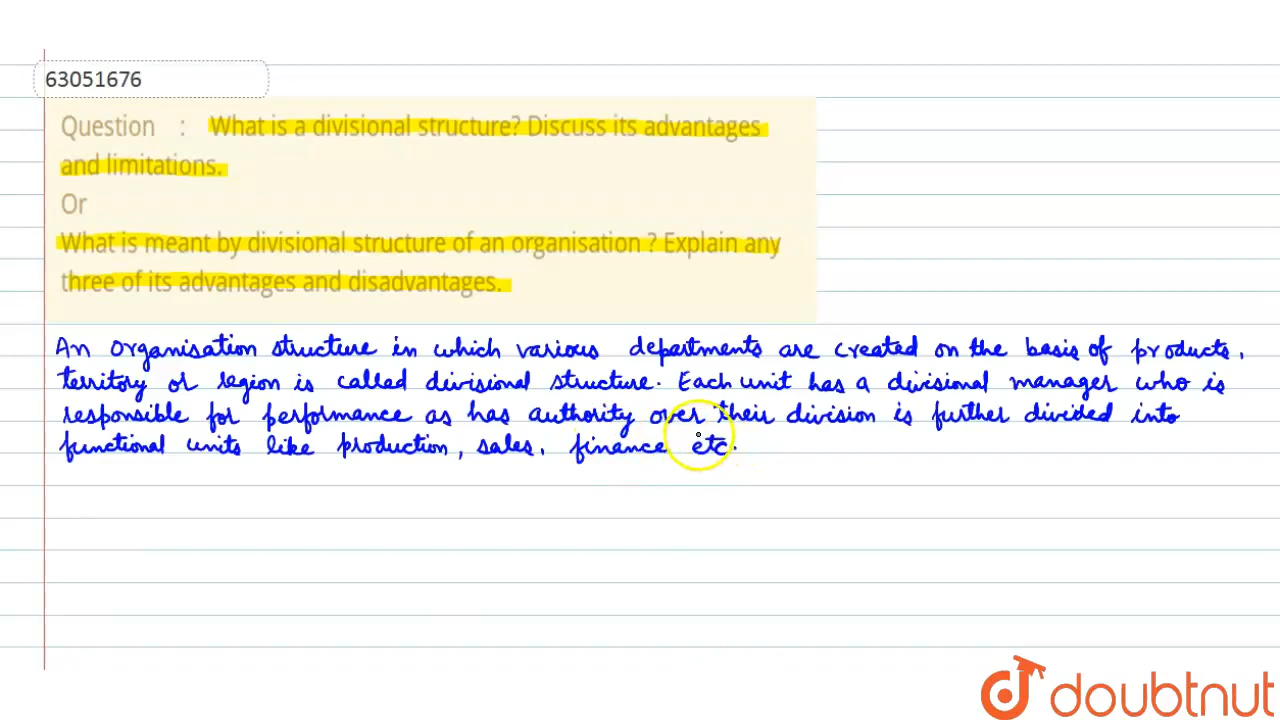 63051676
Question : What is a divisional structure? Discuss its advantages
and limitations.
Or
What is meant by divisional structure of an organisation ? Explain any
three of its advantages and disadvantages.
An organisation structure in which various departments are created on the basis of products,
territory or region is called divisional structure. Each unit has a divisional manager who is
responsible for performance as has authority over their division is further divided into
functional units like production, sales, finance etc.
doubtnut